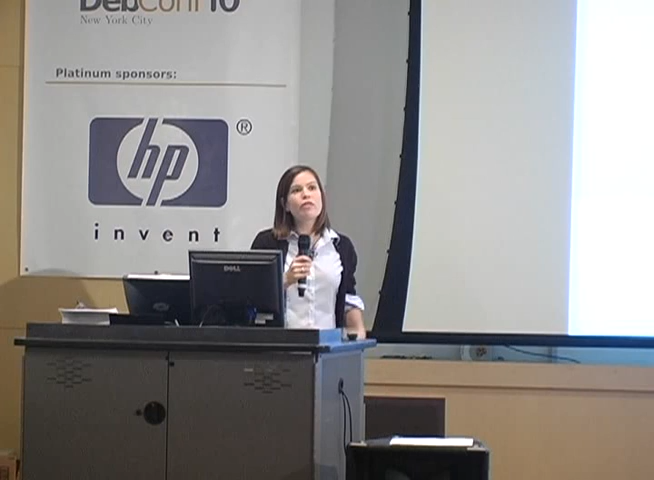 DebConf10
New York City
Platinum sponsors:
hp
®
invent
DELL